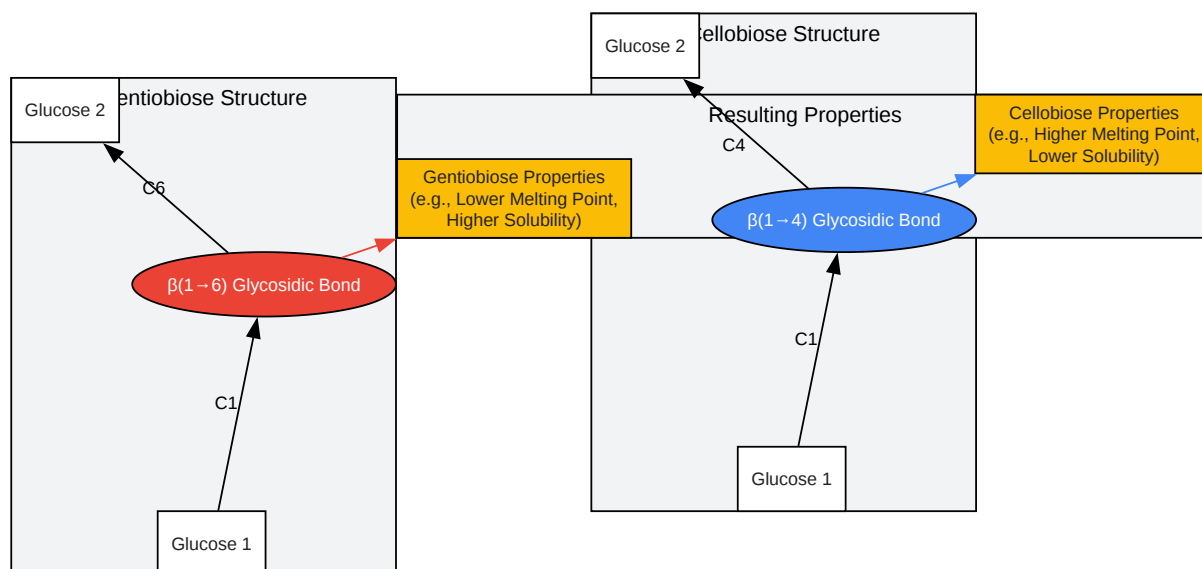 Glucose 2
entiobiose Structure
C6
β(1→6) Glycosidic Bond
C1
Glucose 1
Gentiobiose Properties
(e.g., Lower Melting Point,
Higher Solubility)
Glucose 2
ellobiose Structure
Resulting Properties
C4
β(1→4) Glycosidic Bond
C1
Glucose 1
Cellobiose Properties
(e.g., Higher Melting Point,
Lower Solubility)